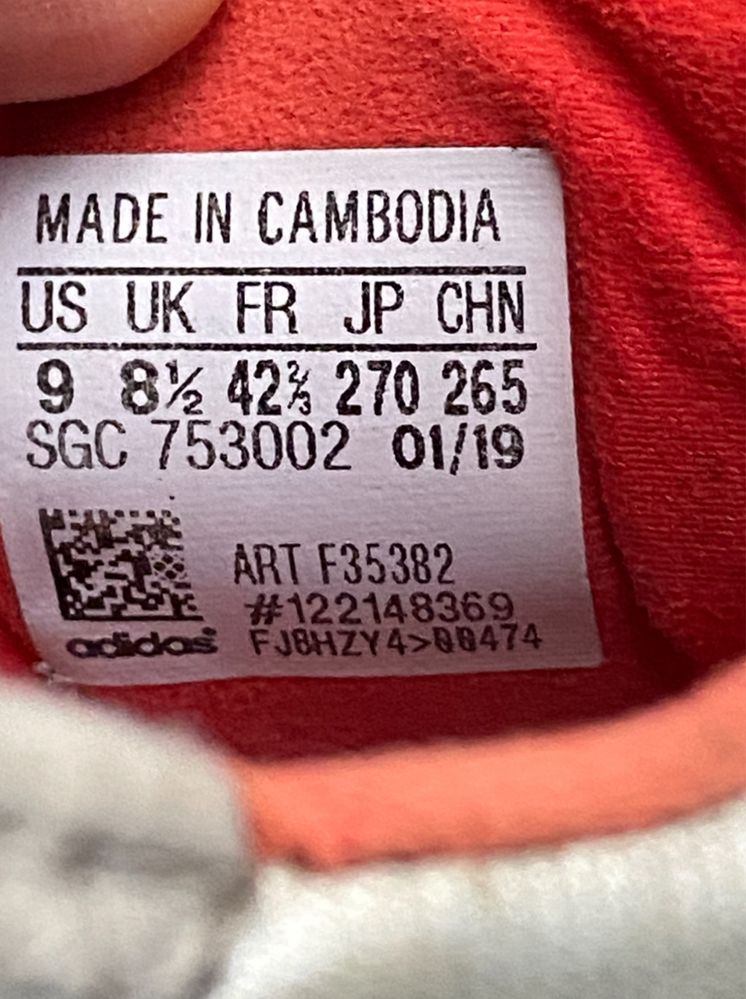 MADE IN CAMBODIA
US UK FR JP CHN
9 8½ 42⅔ 270 265
SGC 753002 01/19
ART F35382
#122148369
adidas FJ8HZY4>00474